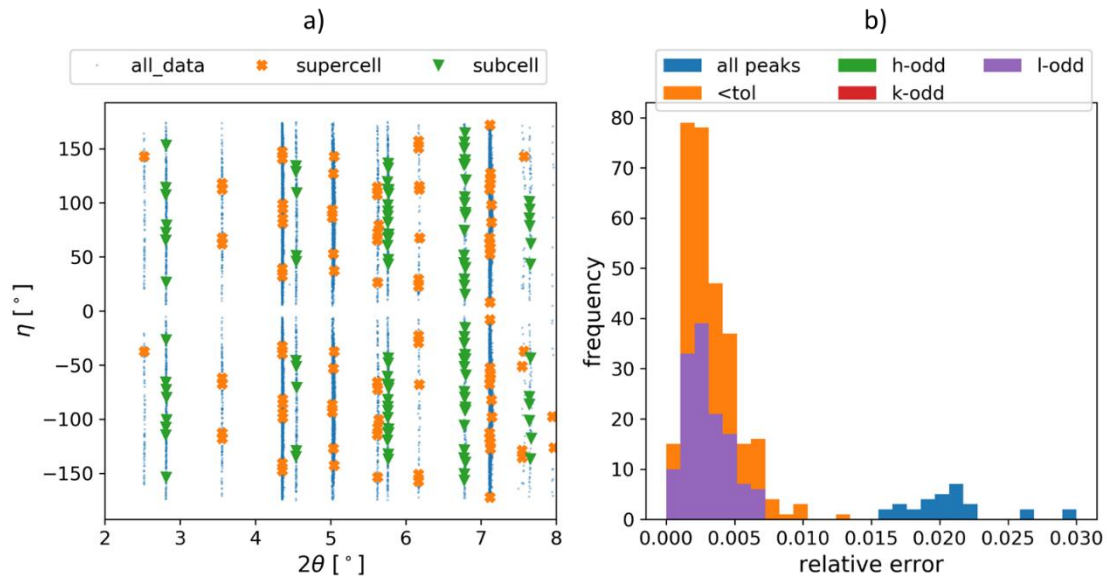 a)
b)
all_data supercell subcell
all peaks h-odd l-odd
<tol k-odd
150
100
50
0
−50
−100
−150
η [°]
2 3 4 5 6 7 8
2θ [°]
80
70
60
50
40
30
20
10
0
frequency
0.000 0.005 0.010 0.015 0.020 0.025 0.030
relative error